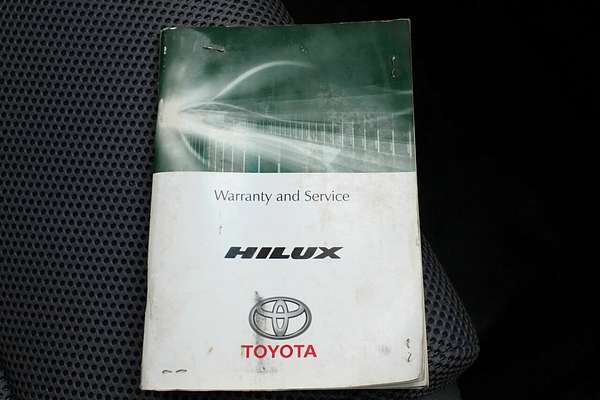 Warranty and Service
HILUX
TOYOTA